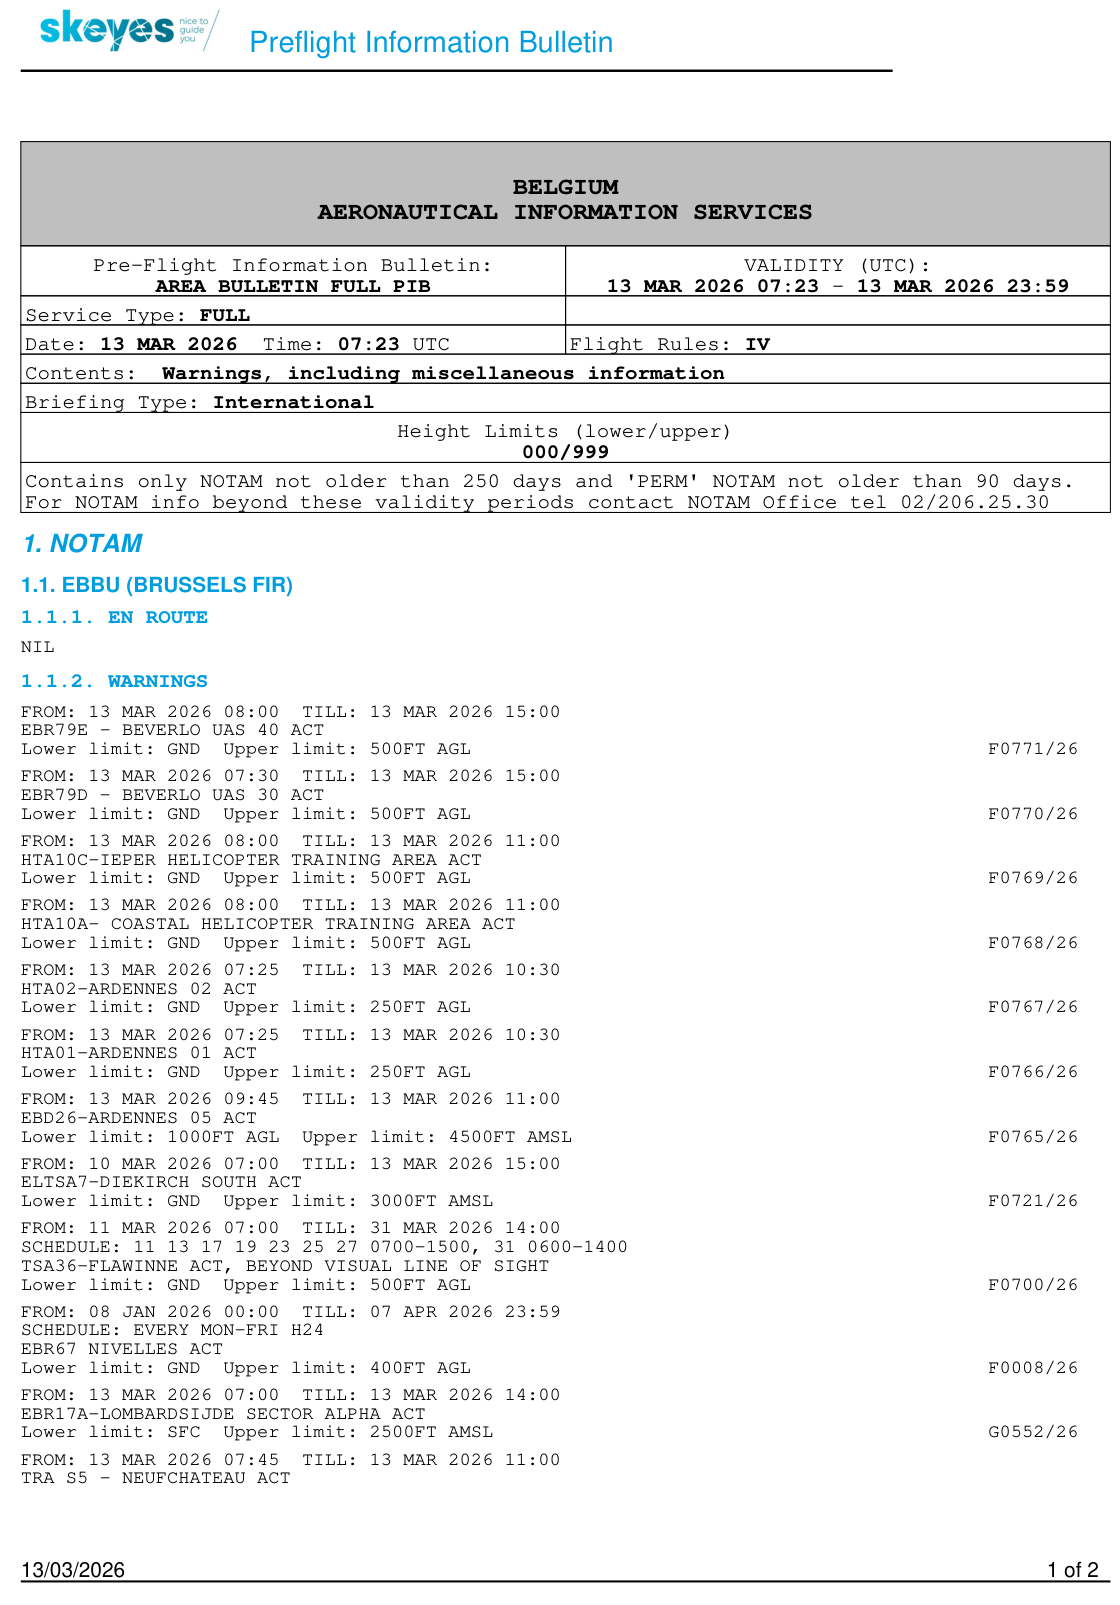 skeyes nice to guide you
Preflight Information Bulletin
BELGIUM
AERONAUTICAL INFORMATION SERVICES
Pre-Flight Information Bulletin:
AREA BULLETIN FULL PIB
VALIDITY (UTC):
13 MAR 2026 07:23 - 13 MAR 2026 23:59
Service Type: FULL
Date: 13 MAR 2026  Time: 07:23 UTC
Flight Rules: IV
Contents:  Warnings, including miscellaneous information
Briefing Type: International
Height Limits (lower/upper)
000/999
Contains only NOTAM not older than 250 days and 'PERM' NOTAM not older than 90 days.
For NOTAM info beyond these validity periods contact NOTAM Office tel 02/206.25.30
1. NOTAM
1.1. EBBU (BRUSSELS FIR)
1.1.1. EN ROUTE
NIL
1.1.2. WARNINGS
FROM: 13 MAR 2026 08:00  TILL: 13 MAR 2026 15:00
EBR79E - BEVERLO UAS 40 ACT
Lower limit: GND  Upper limit: 500FT AGL F0771/26
FROM: 13 MAR 2026 07:30  TILL: 13 MAR 2026 15:00
EBR79D - BEVERLO UAS 30 ACT
Lower limit: GND  Upper limit: 500FT AGL F0770/26
FROM: 13 MAR 2026 08:00  TILL: 13 MAR 2026 11:00
HTA10C-IEPER HELICOPTER TRAINING AREA ACT
Lower limit: GND  Upper limit: 500FT AGL F0769/26
FROM: 13 MAR 2026 08:00  TILL: 13 MAR 2026 11:00
HTA10A- COASTAL HELICOPTER TRAINING AREA ACT
Lower limit: GND  Upper limit: 500FT AGL F0768/26
FROM: 13 MAR 2026 07:25  TILL: 13 MAR 2026 10:30
HTA02-ARDENNES 02 ACT
Lower limit: GND  Upper limit: 250FT AGL F0767/26
FROM: 13 MAR 2026 07:25  TILL: 13 MAR 2026 10:30
HTA01-ARDENNES 01 ACT
Lower limit: GND  Upper limit: 250FT AGL F0766/26
FROM: 13 MAR 2026 09:45  TILL: 13 MAR 2026 11:00
EBD26-ARDENNES 05 ACT
Lower limit: 1000FT AGL  Upper limit: 4500FT AMSL F0765/26
FROM: 10 MAR 2026 07:00  TILL: 13 MAR 2026 15:00
ELTSA7-DIEKIRCH SOUTH ACT
Lower limit: GND  Upper limit: 3000FT AMSL F0721/26
FROM: 11 MAR 2026 07:00  TILL: 31 MAR 2026 14:00
SCHEDULE: 11 13 17 19 23 25 27 0700-1500, 31 0600-1400
TSA36-FLAWINNE ACT, BEYOND VISUAL LINE OF SIGHT
Lower limit: GND  Upper limit: 500FT AGL F0700/26
FROM: 08 JAN 2026 00:00  TILL: 07 APR 2026 23:59
SCHEDULE: EVERY MON-FRI H24
EBR67 NIVELLES ACT
Lower limit: GND  Upper limit: 400FT AGL F0008/26
FROM: 13 MAR 2026 07:00  TILL: 13 MAR 2026 14:00
EBR17A-LOMBARDSIJDE SECTOR ALPHA ACT
Lower limit: SFC  Upper limit: 2500FT AMSL G0552/26
FROM: 13 MAR 2026 07:45  TILL: 13 MAR 2026 11:00
TRA S5 - NEUFCHATEAU ACT
13/03/2026 1 of 2